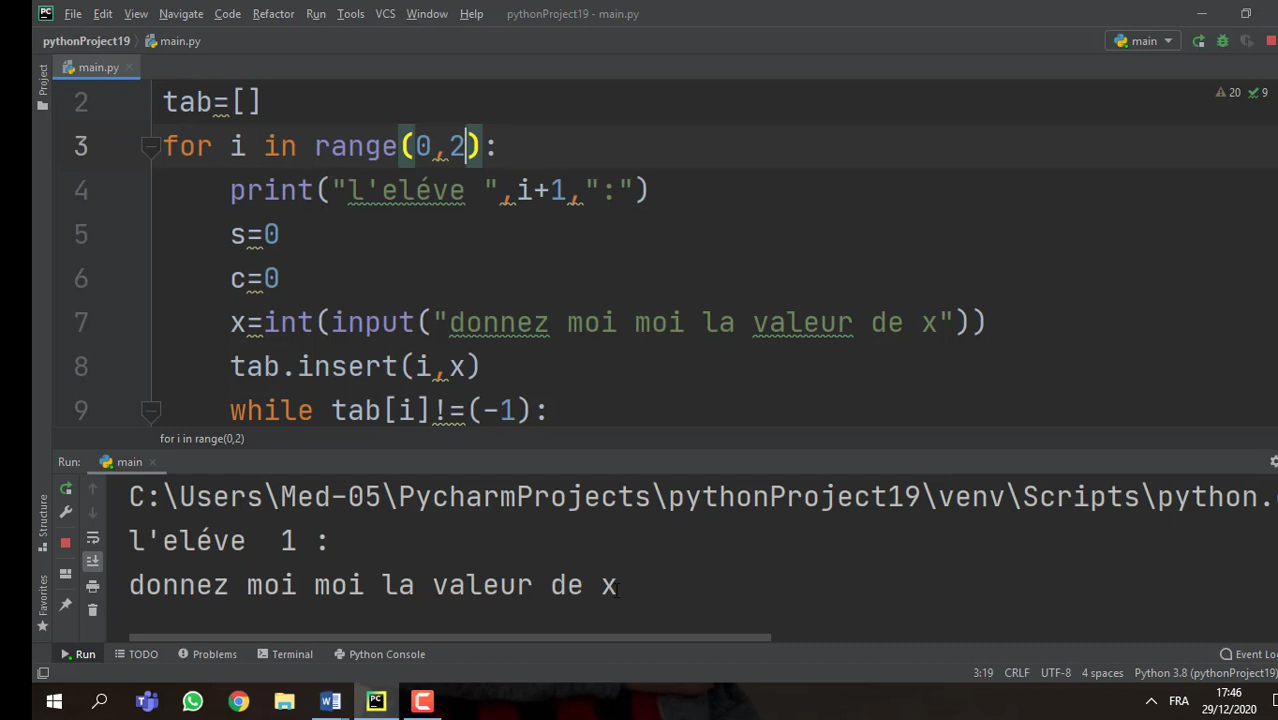 PC File Edit View Navigate Code Refactor Run Tools VCS Window Help pythonProject19 - main.py
pythonProject19 main.py main
main.py
Project
20 9
2 tab=[]
3 for i in range(0,2):
4 print("l'eléve ",i+1,":")
5 s=0
6 c=0
7 x=int(input("donnez moi moi la valeur de x"))
8 tab.insert(i,x)
9 while tab[i]!=(-1):
for i in range(0,2)
Run: main
C:\Users\Med-05\PycharmProjects\pythonProject19\venv\Scripts\python.
l'eléve  1 :
donnez moi moi la valeur de x
Structure
Favorites
Run TODO Problems Terminal Python Console Event Lo
3:19 CRLF UTF-8 4 spaces Python 3.8 (pythonProject19)
FRA 17:46
29/12/2020